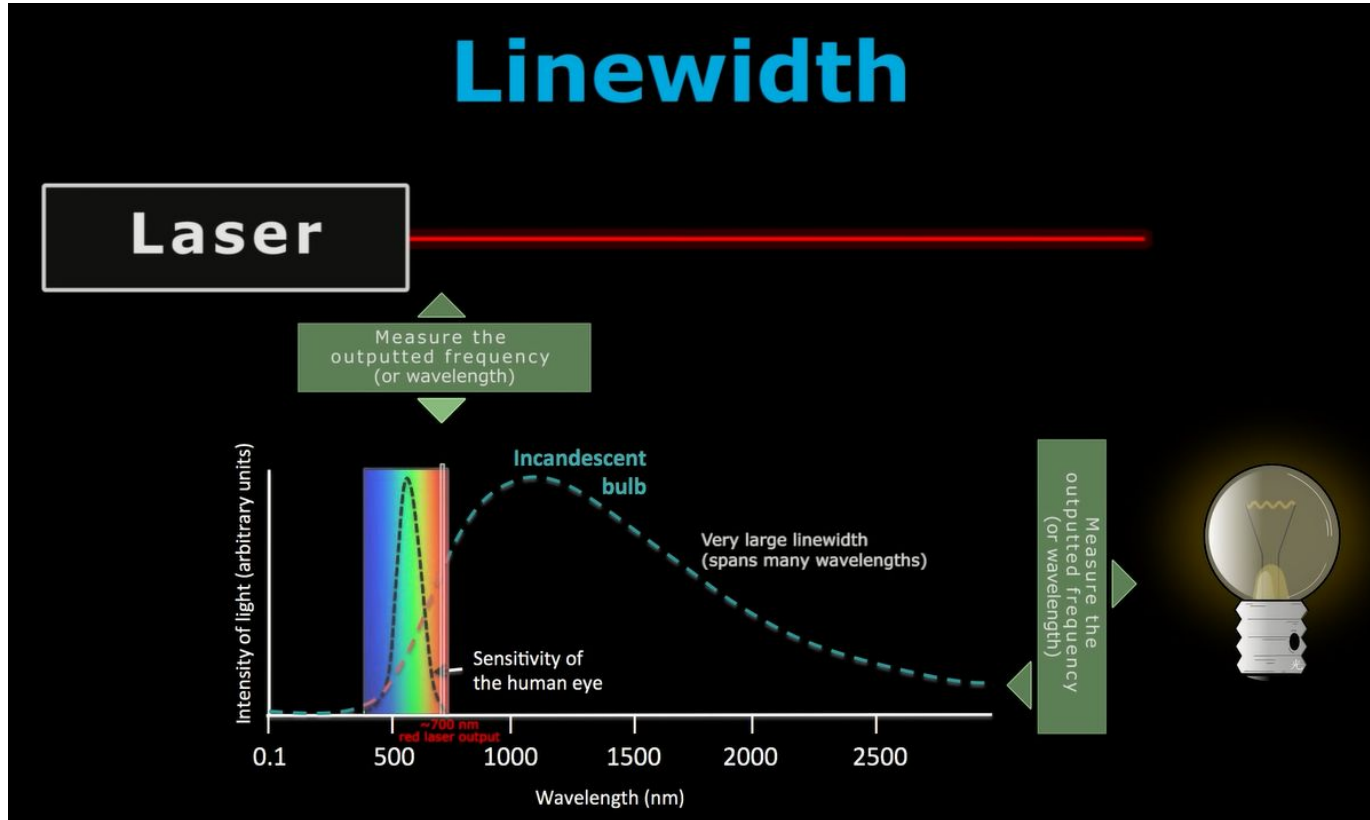 Linewidth
Laser
Measure the
outputted frequency
(or wavelength)
Intensity of light (arbitrary units)
Incandescent
bulb
Very large linewidth
(spans many wavelengths)
Sensitivity of
the human eye
~700 nm
red laser output
0.1 500 1000 1500 2000 2500
Wavelength (nm)
Measure the
outputted frequency
(or wavelength)
光